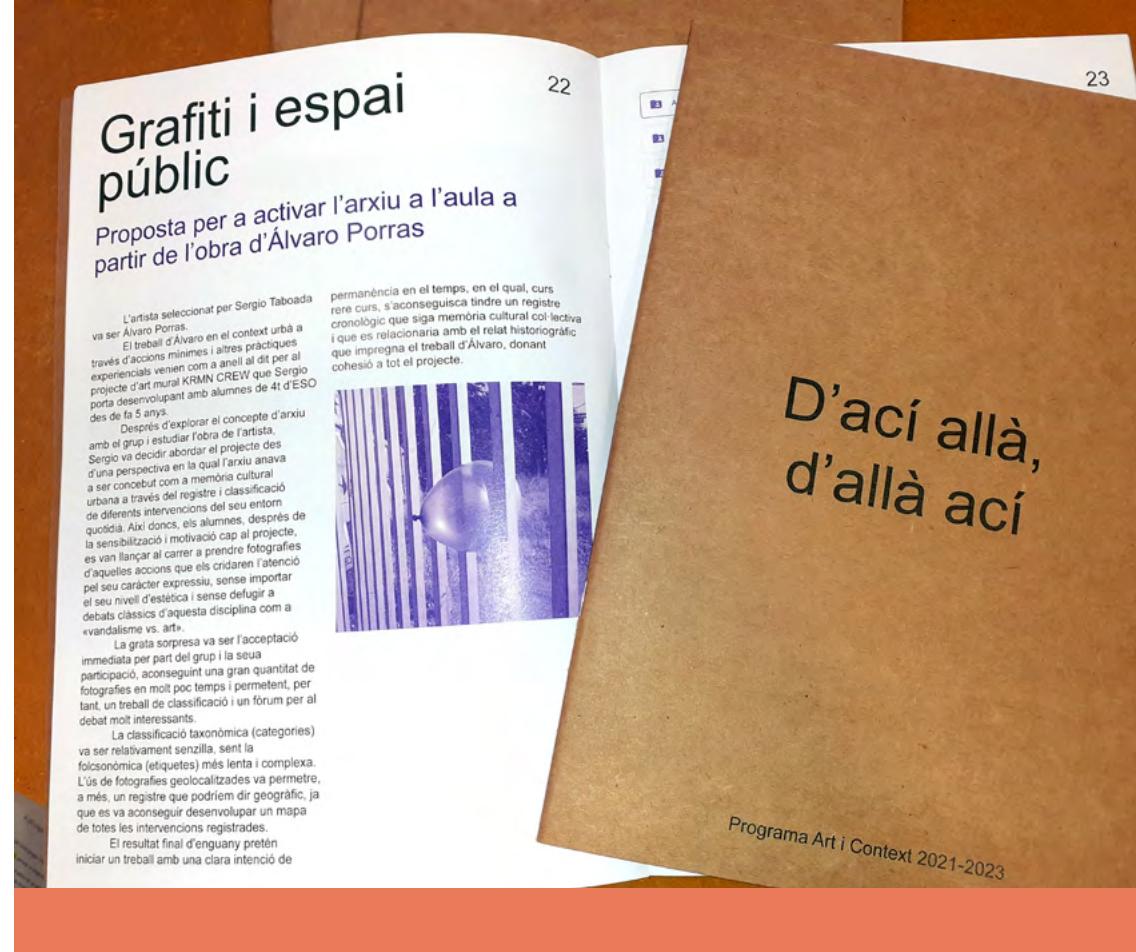 22
Grafiti i espai
públic
Proposta per a activar l'arxiu a l'aula a
partir de l'obra d'Álvaro Porras
L'artista seleccionat per Sergio Taboada
va ser Álvaro Porras.
El treball d'Álvaro en el context urbà a
través d'accions mínimes i altres pràctiques
experiencials venien com a anell al dit per al
projecte d'art mural KRMN CREW que Sergio
porta desenvolupant amb alumnes de 4t d'ESO
des de fa 5 anys.
Després d'explorar el concepte d'arxiu
amb el grup i estudiar l'obra de l'artista,
Sergio va decidir abordar el projecte des
d'una perspectiva en la qual l'arxiu anava
a ser concebut com a memòria cultural
urbana a través del registre i classificació
de diferents intervencions del seu entorn
quotidià. Així doncs, els alumnes, després de
la sensibilització i motivació cap al projecte,
es van llançar al carrer a prendre fotografies
d'aquelles accions que els cridaren l'atenció
pel seu caràcter expressiu, sense importar
el seu nivell d'estètica i sense defugir a
debats clàssics d'aquesta disciplina com a
«vandalisme vs. art».
La grata sorpresa va ser l'acceptació
immediata per part del grup i la seua
participació, aconseguint una gran quantitat de
fotografies en molt poc temps i permetent, per
tant, un treball de classificació i un fòrum per al
debat molt interessants.
La classificació taxonòmica (categories)
va ser relativament senzilla, sent la
folcsonòmica (etiquetes) més lenta i complexa.
L'ús de fotografies geolocalitzades va permetre,
a més, un registre que podríem dir geogràfic, ja
que es va aconseguir desenvolupar un mapa
de totes les intervencions registrades.
El resultat final d'enguany pretén
iniciar un treball amb una clara intenció de
permanència en el temps, en el qual, curs
rere curs, s'aconseguisca tindre un registre
cronològic que siga memòria cultural col·lectiva
i que es relacionaria amb el relat historiogràfic
que impregna el treball d'Álvaro, donant
cohesió a tot el projecte.
23
D'ací allà,
d'allà ací
Programa Art i Context 2021-2023